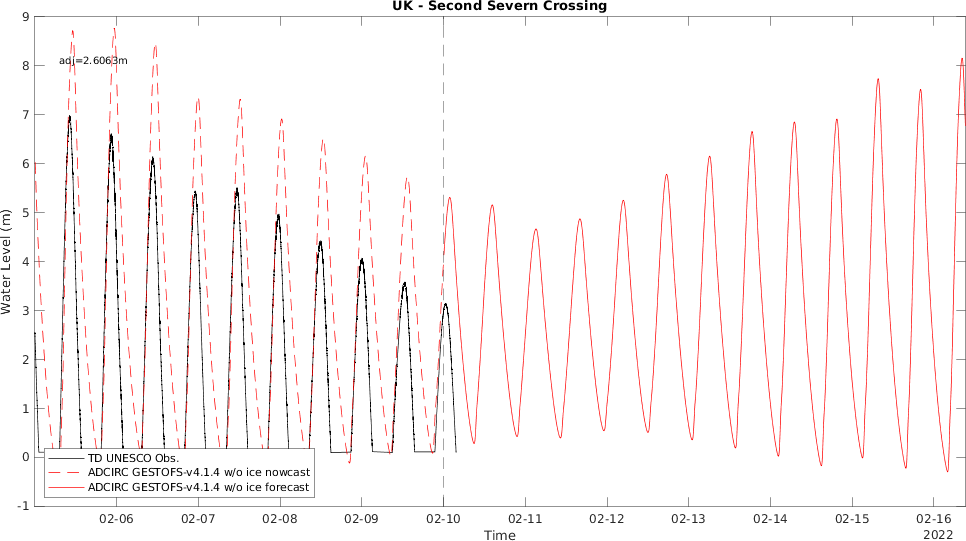 UK - Second Severn Crossing
adj=2.6063m
9
8
7
6
5
4
3
2
1
0
-1
Water Level (m)
TD UNESCO Obs.
ADCIRC GESTOFS-v4.1.4 w/o ice nowcast
ADCIRC GESTOFS-v4.1.4 w/o ice forecast
02-06 02-07 02-08 02-09 02-10 02-11 02-12 02-13 02-14 02-15 02-16
Time
2022